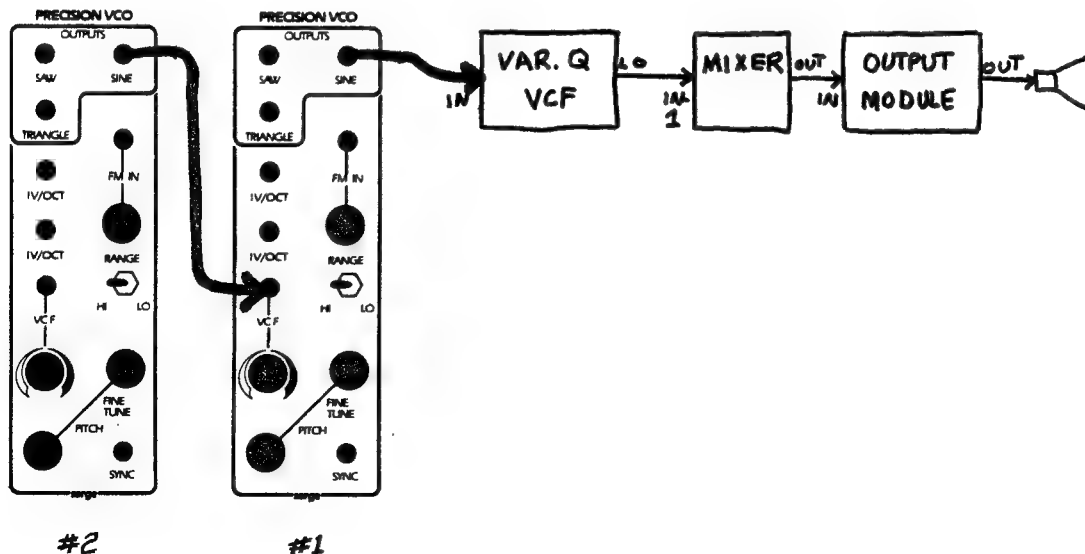 PRECISION VCO
OUTPUTS
SAW
SINE
TRIANGLE
FM IN
1V/OCT
1V/OCT
RANGE
HI
LO
VCF
FINE
TUNE
PITCH
SYNC
serge
#2
PRECISION VCO
OUTPUTS
SAW
SINE
TRIANGLE
FM IN
1V/OCT
1V/OCT
RANGE
HI
LO
VCF
FINE
TUNE
PITCH
SYNC
serge
#1
IN
VAR. Q
VCF
LO
IN
1
MIXER
OUT
IN
OUTPUT
MODULE
OUT